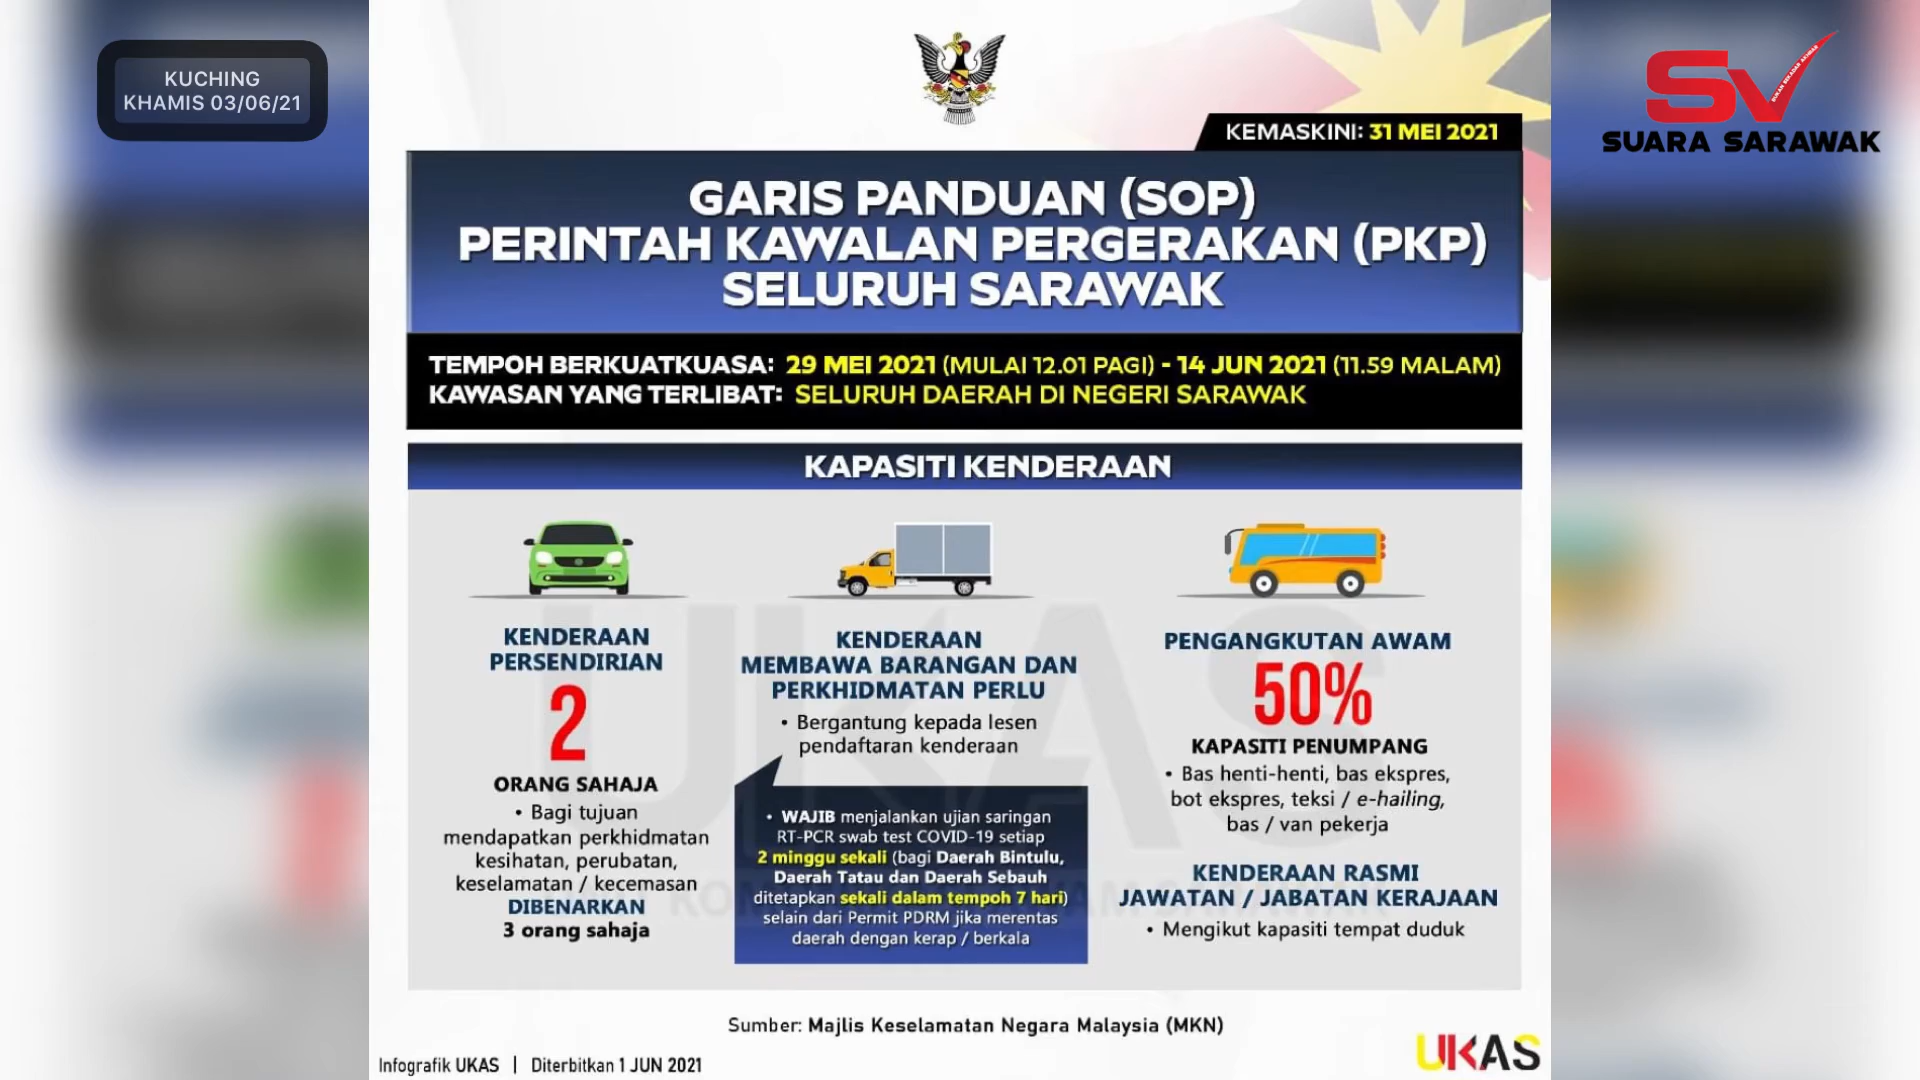 KUCHING
KHAMIS 03/06/21
SV
BUKAN SEKADAR AKHBAR
SUARA SARAWAK
KEMASKINI: 31 MEI 2021
GARIS PANDUAN (SOP)
PERINTAH KAWALAN PERGERAKAN (PKP)
SELURUH SARAWAK
TEMPOH BERKUATKUASA: 29 MEI 2021 (MULAI 12.01 PAGI) - 14 JUN 2021 (11.59 MALAM)
KAWASAN YANG TERLIBAT: SELURUH DAERAH DI NEGERI SARAWAK
KAPASITI KENDERAAN
KENDERAAN
PERSENDIRIAN
2
ORANG SAHAJA
• Bagi tujuan
mendapatkan perkhidmatan
kesihatan, perubatan,
keselamatan / kecemasan
DIBENARKAN
3 orang sahaja
KENDERAAN
MEMBAWA BARANGAN DAN
PERKHIDMATAN PERLU
• Bergantung kepada lesen
pendaftaran kenderaan
• WAJIB menjalankan ujian saringan
RT-PCR swab test COVID-19 setiap
2 minggu sekali (bagi Daerah Bintulu,
Daerah Tatau dan Daerah Sebauh
ditetapkan sekali dalam tempoh 7 hari)
selain dari Permit PDRM jika merentas
daerah dengan kerap / berkala
PENGANGKUTAN AWAM
50%
KAPASITI PENUMPANG
• Bas henti-henti, bas ekspres,
bot ekspres, teksi / e-hailing,
bas / van pekerja
KENDERAAN RASMI
JAWATAN / JABATAN KERAJAAN
• Mengikut kapasiti tempat duduk
UKAS
Sumber: Majlis Keselamatan Negara Malaysia (MKN)
Infografik UKAS | Diterbitkan 1 JUN 2021
UKAS